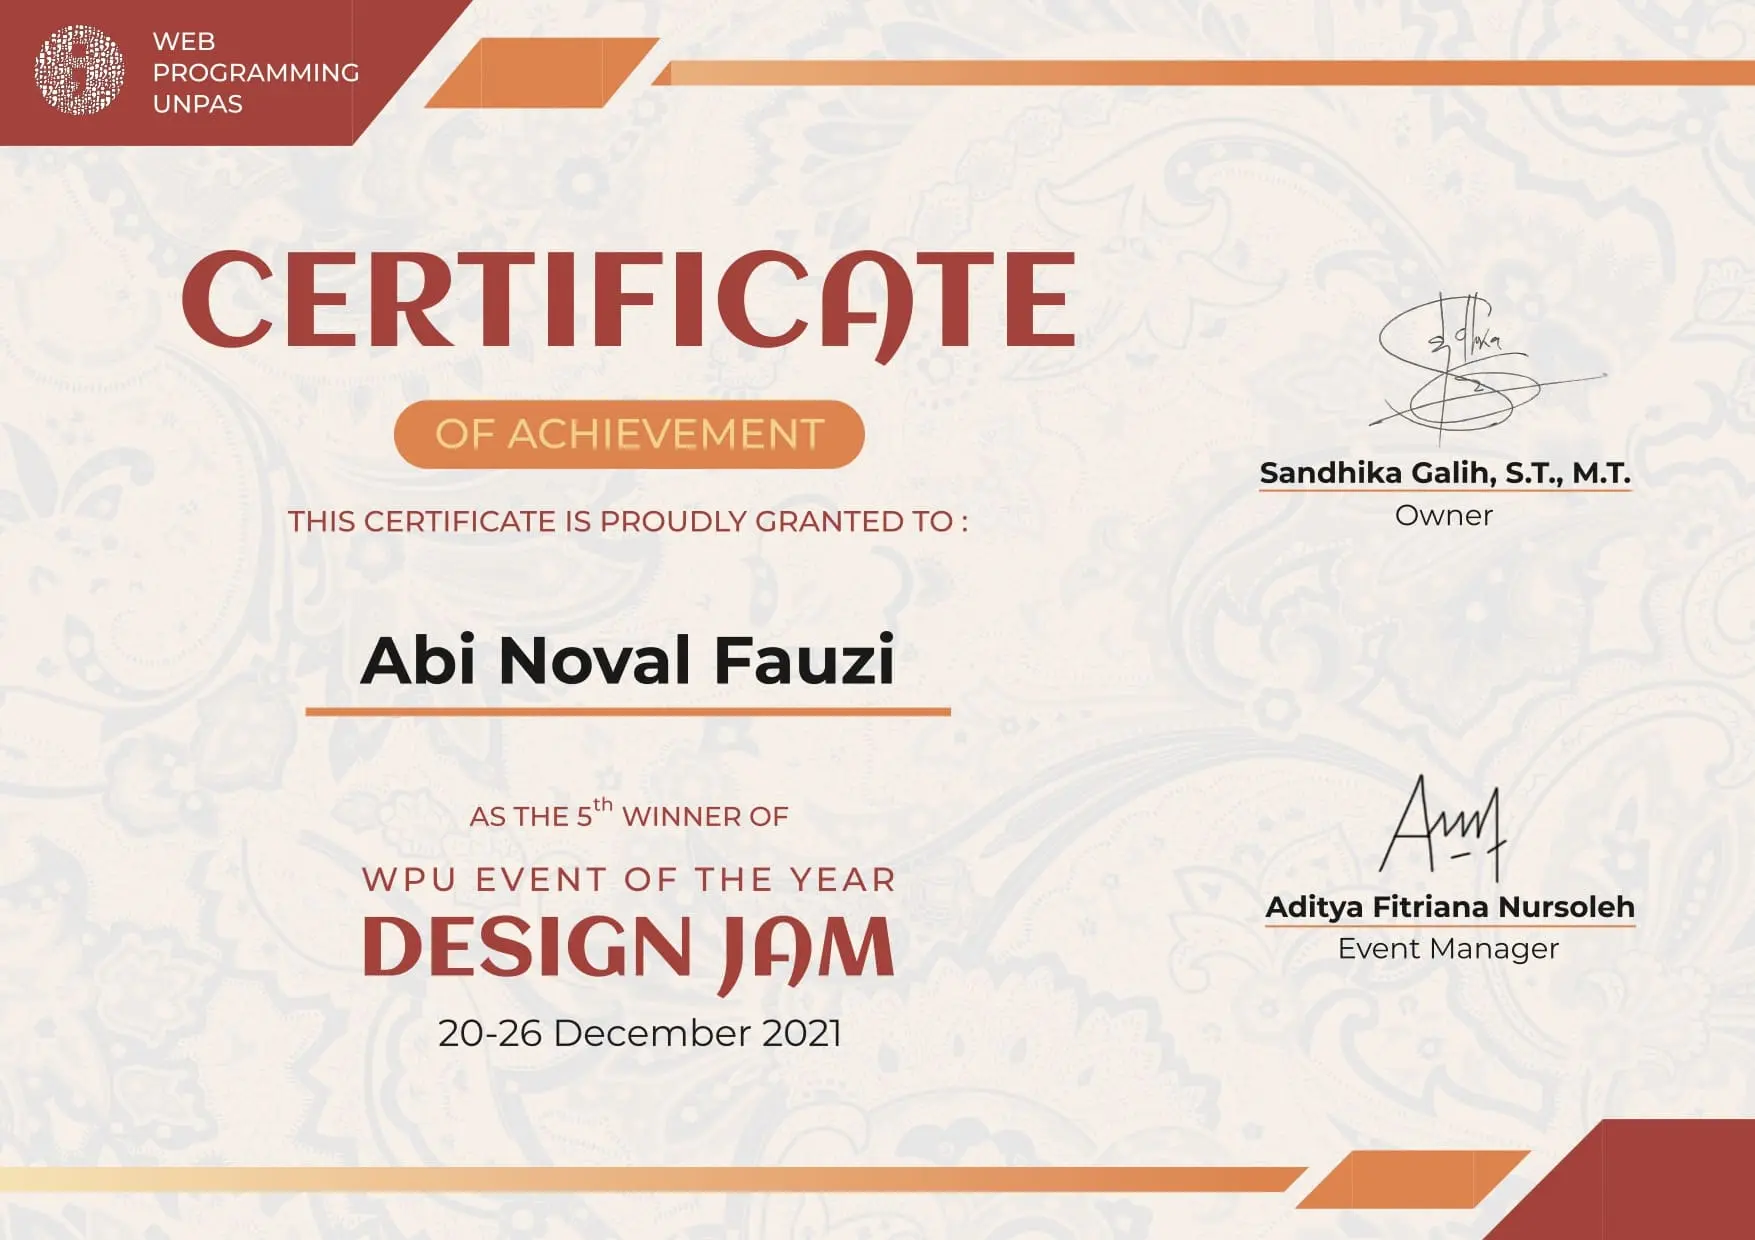 WEB
PROGRAMMING
UNPAS
CERTIFICATE
OF ACHIEVEMENT
THIS CERTIFICATE IS PROUDLY GRANTED TO :
Abi Noval Fauzi
AS THE 5th WINNER OF
WPU EVENT OF THE YEAR
DESIGN JAM
20-26 December 2021
Sandhika Galih, S.T., M.T.
Owner
Aditya Fitriana Nursoleh
Event Manager